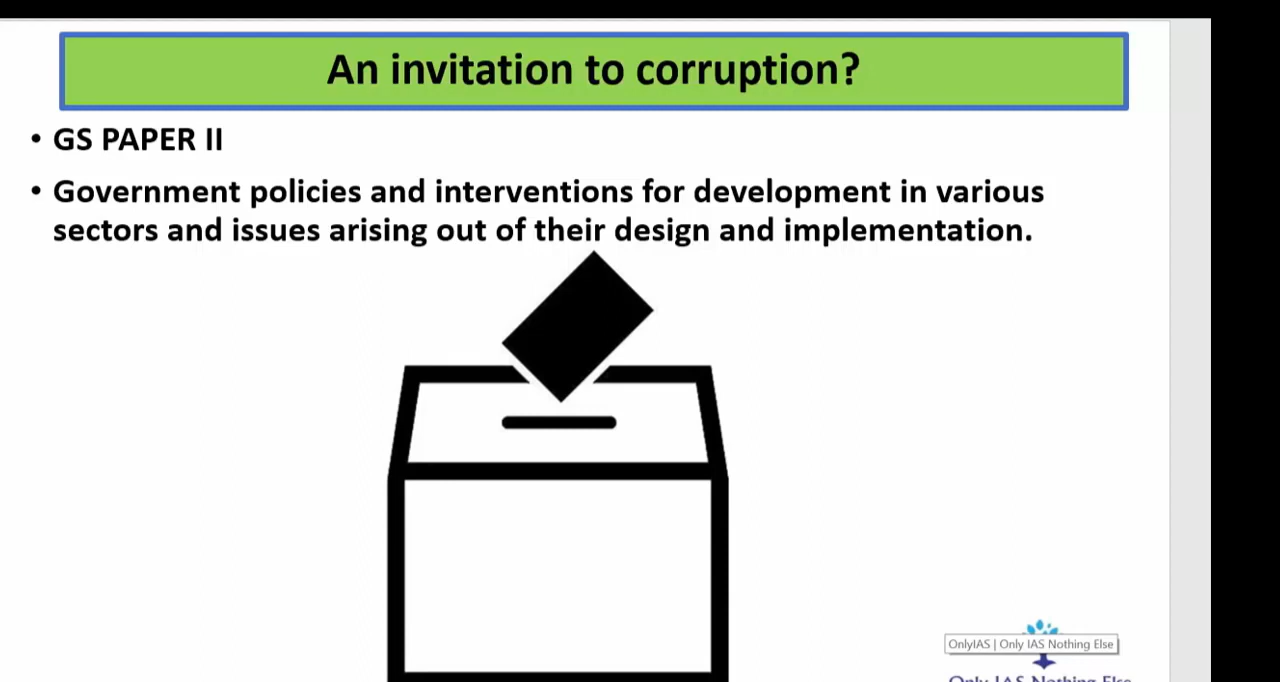 An invitation to corruption?
• GS PAPER II
• Government policies and interventions for development in various
sectors and issues arising out of their design and implementation.
OnlyIAS | Only IAS Nothing Else
Only IAS Nothing Else